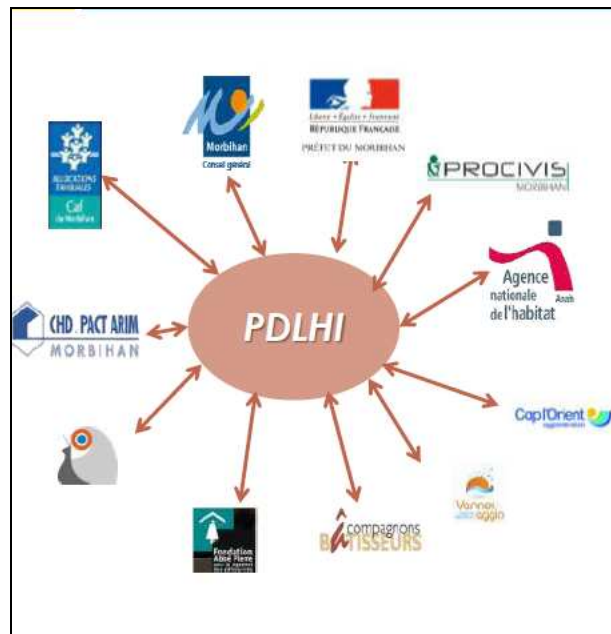 Morbihan
Conseil général
Liberté • Égalité • Fraternité
RÉPUBLIQUE FRANÇAISE
PRÉFET DU MORBIHAN
ALLOCATIONS
FAMILIALES
Caf
du Morbihan
PROCIVIS
MORBIHAN
Agence
nationale
de l'habitat
Anah
PDLHI
CHD . PACT ARIM
MORBIHAN
Cap l'Orient
agglomération
Vannes
agglo
Fondation
Abbé Pierre
compagnons
BâTISSEURS